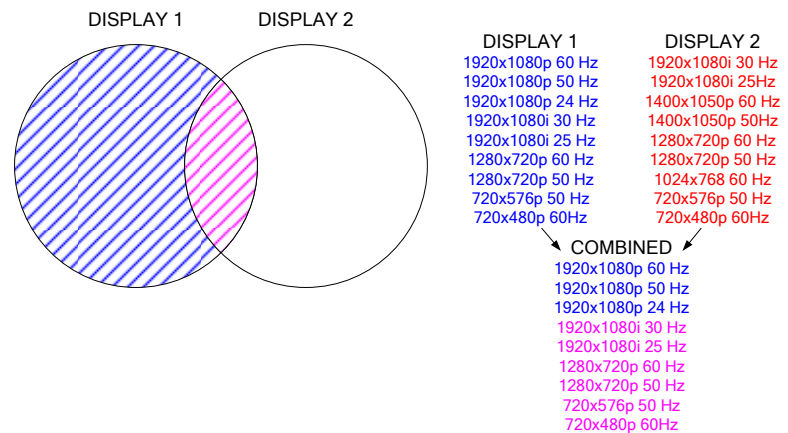 DISPLAY 1
DISPLAY 2
DISPLAY 1
1920x1080p 60 Hz
1920x1080p 50 Hz
1920x1080p 24 Hz
1920x1080i 30 Hz
1920x1080i 25 Hz
1280x720p 60 Hz
1280x720p 50 Hz
720x576p 50 Hz
720x480p 60Hz
DISPLAY 2
1920x1080i 30 Hz
1920x1080i 25Hz
1400x1050p 60 Hz
1400x1050p 50Hz
1280x720p 60 Hz
1280x720p 50 Hz
1024x768 60 Hz
720x576p 50 Hz
720x480p 60Hz
COMBINED
1920x1080p 60 Hz
1920x1080p 50 Hz
1920x1080p 24 Hz
1920x1080i 30 Hz
1920x1080i 25 Hz
1280x720p 60 Hz
1280x720p 50 Hz
720x576p 50 Hz
720x480p 60Hz